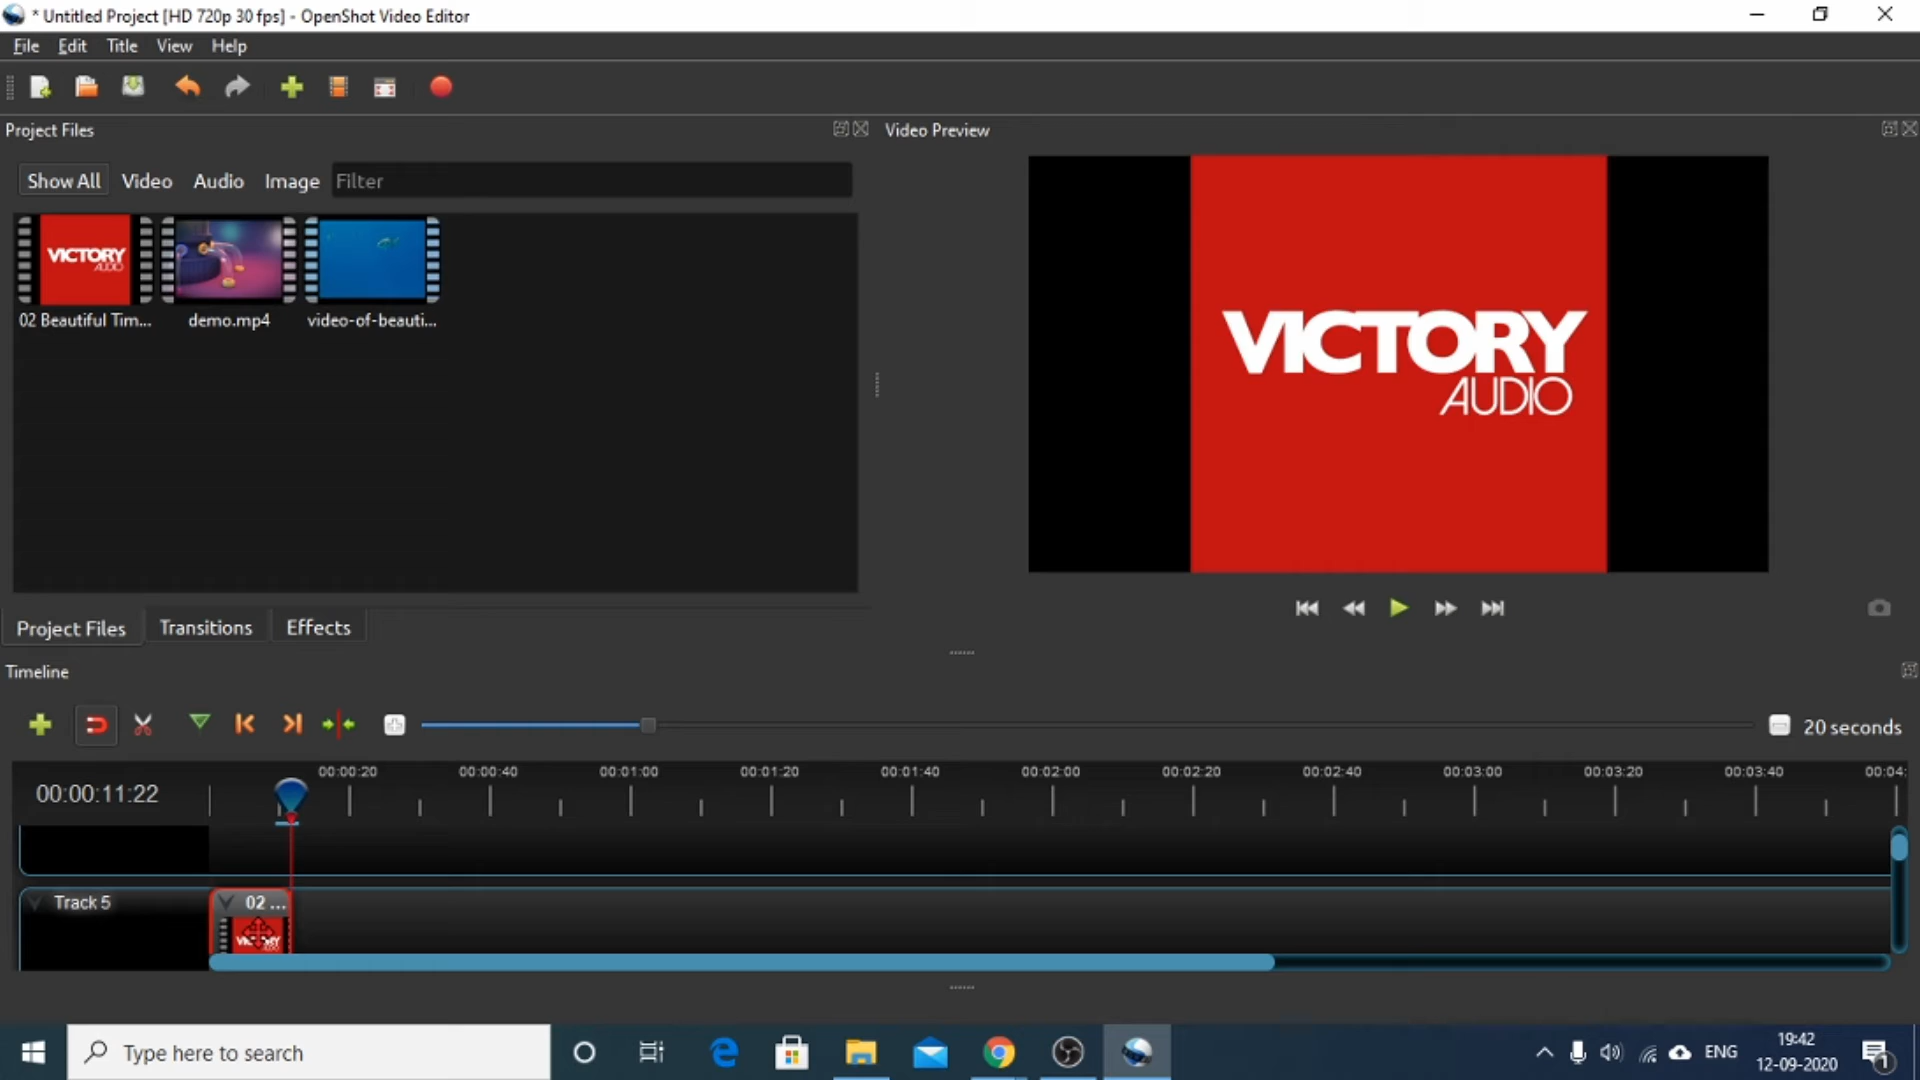 * Untitled Project [HD 720p 30 fps] - OpenShot Video Editor
File Edit Title View Help
Project Files
Video Preview
Show All Video Audio Image Filter
VICTORY
AUDIO
02 Beautiful Tim... demo.mp4 video-of-beauti...
VICTORY
AUDIO
Project Files Transitions Effects
Timeline
20 seconds
00:00:11:22
00:00:20 00:00:40 00:01:00 00:01:20 00:01:40 00:02:00 00:02:20 00:02:40 00:03:00 00:03:20 00:03:40 00:04:
Track 5
02 ...
Type here to search
ENG
19:42
12-09-2020
1